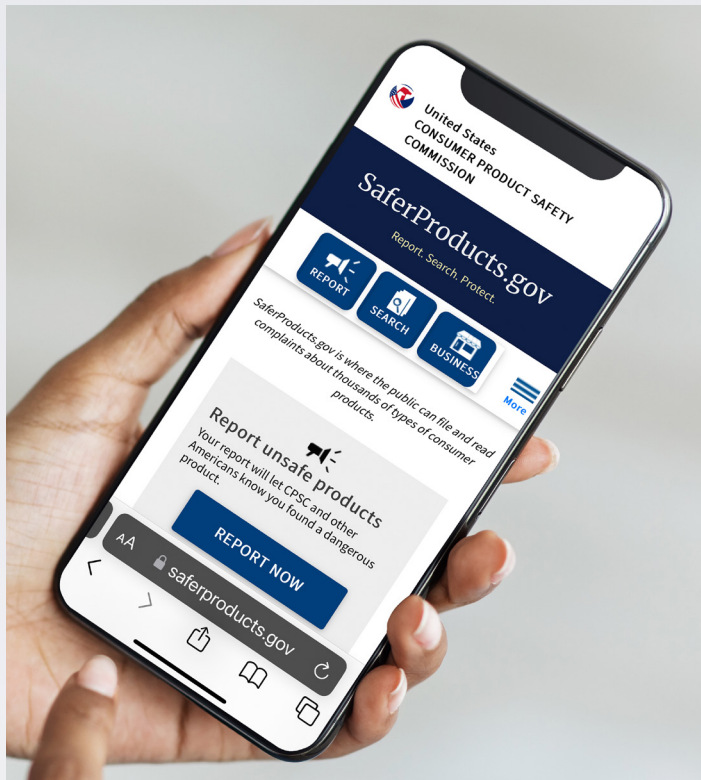 United States
CONSUMER PRODUCT SAFETY
COMMISSION
SaferProducts.gov
Report. Search. Protect.
REPORT
SEARCH
BUSINESS
More
SaferProducts.gov is where the public can file and read
complaints about thousands of types of consumer
products.
Report unsafe products
Your report will let CPSC and other
Americans know you found a dangerous
product.
REPORT NOW
AA
saferproducts.gov